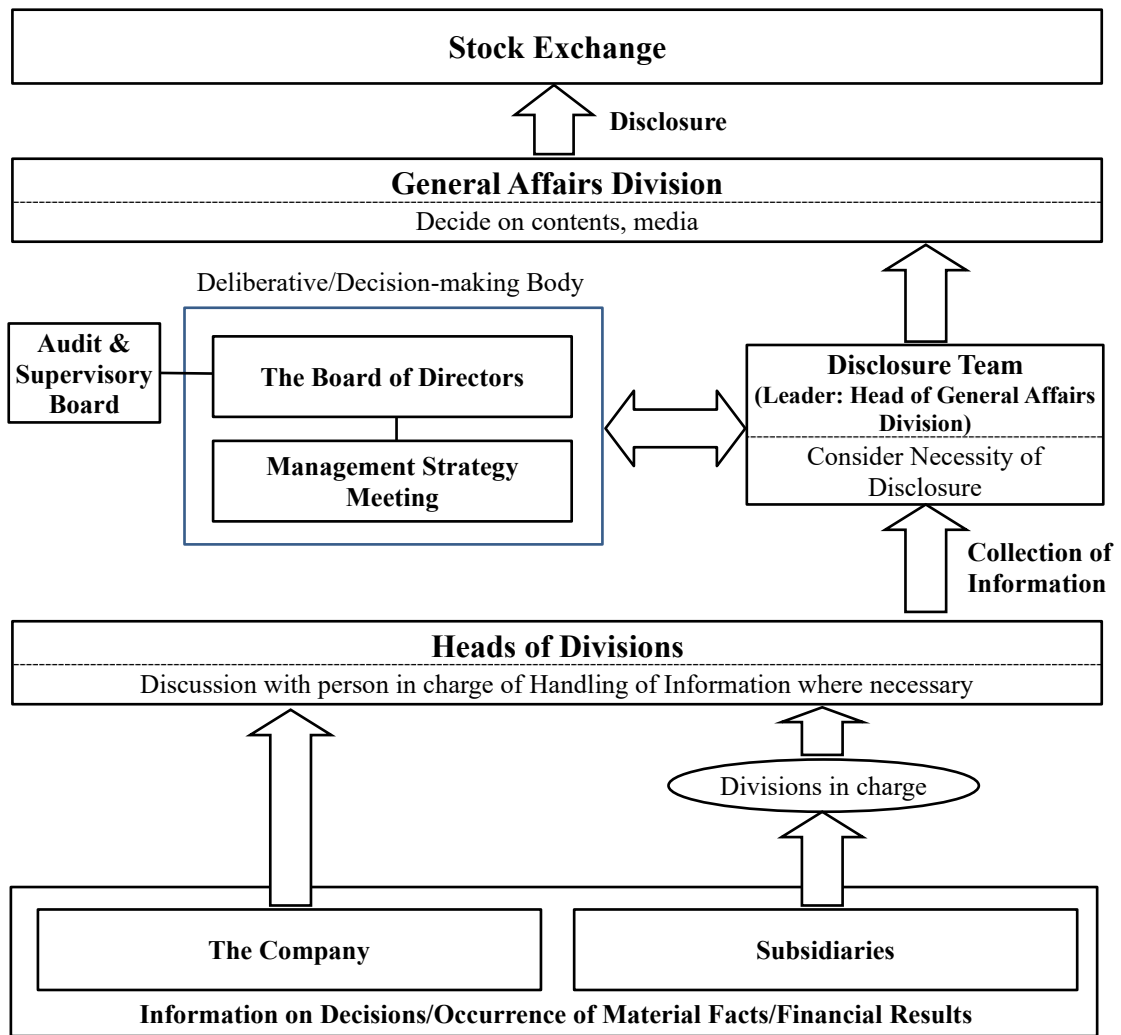 Stock Exchange
Disclosure
General Affairs Division
Decide on contents, media
Deliberative/Decision-making Body
Audit &
Supervisory
Board
The Board of Directors
Management Strategy
Meeting
Disclosure Team
(Leader: Head of General Affairs
Division)
Consider Necessity of
Disclosure
Collection of
Information
Heads of Divisions
Discussion with person in charge of Handling of Information where necessary
Divisions in charge
The Company
Subsidiaries
Information on Decisions/Occurrence of Material Facts/Financial Results